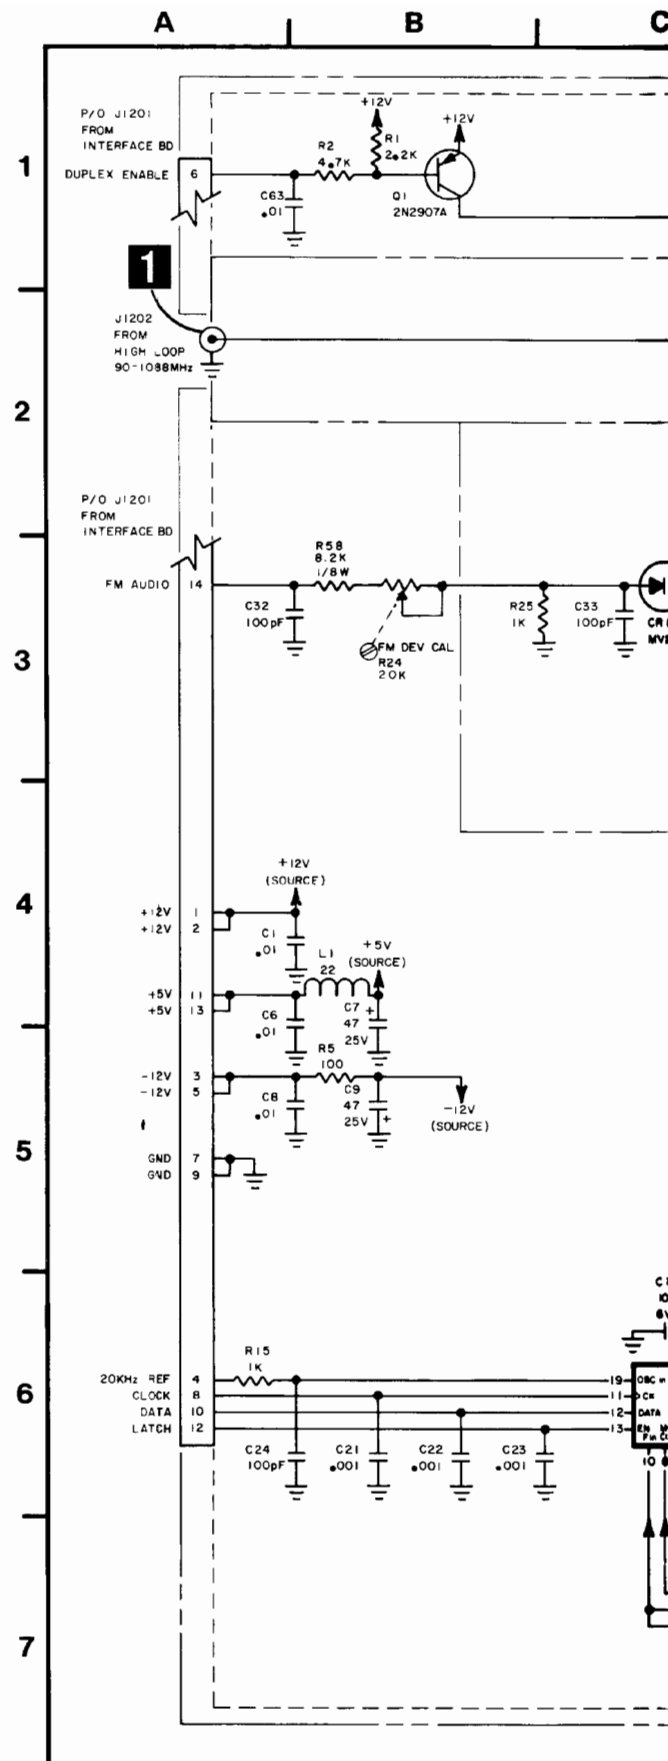 A B C
1
P/O J1201
FROM
INTERFACE BD
DUPLEX ENABLE 6
C63
.01
R2
4.7K
+12V
R1
2.2K
+12V
Q1
2N2907A
1
J1202
FROM
HIGH LOOP
90-1088MHz
2
P/O J1201
FROM
INTERFACE BD
3
FM AUDIO 14
C32
100pF
R58
8.2K
1/8W
FM DEV CAL
R24
20K
R25
1K
C33
100pF
4
+12V
(SOURCE)
+12V 1
+12V 2
C1
.01
L1
22
+5V
(SOURCE)
+5V 11
+5V 13
C6
.01
C7 +
47
25V
5
-12V 3
-12V 5
C8
.01
R5
100
C9
47
25V +
-12V
(SOURCE)
GND 7
GND 9
6
R15
1K
20KHz REF 4
CLOCK 8
DATA 10
LATCH 12
C24
100pF
C21
.001
C22
.001
C23
.001
19 OSC in
11 CK
12 DATA
13 EN
10
7